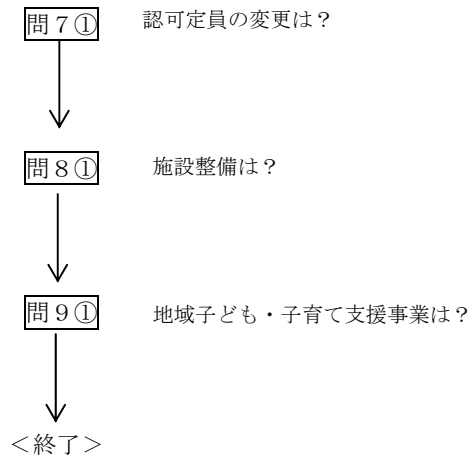 問７① 認可定員の変更は？
問８① 施設整備は？
問９① 地域子ども・子育て支援事業は？
＜終了＞